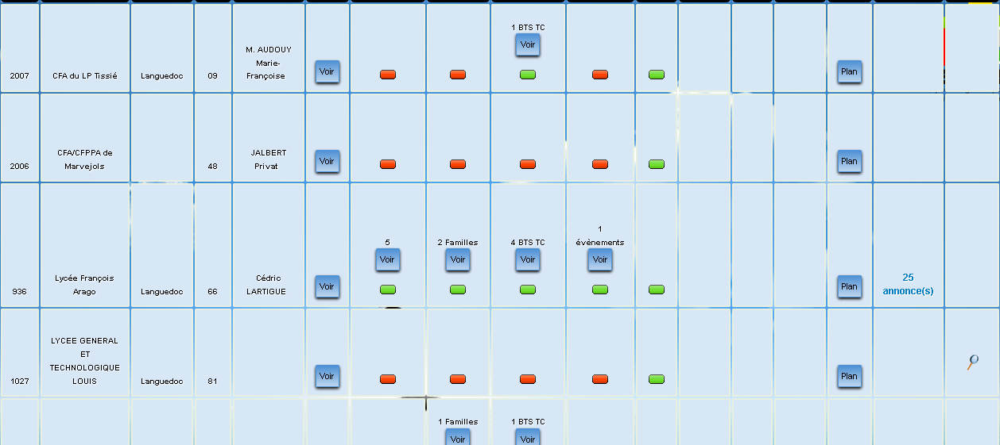 1 BTS TC
Voir
2007
CFA du LP Tissié
Languedoc
09
M. AUDOUY
Marie-
Françoise
Voir
Plan
2006
CFA/CFPPA de
Marvejols
48
JALBERT
Privat
Voir
Plan
5
Voir
2 Familles
Voir
4 BTS TC
Voir
1
évènements
Voir
936
Lycée François
Arago
Languedoc
66
Cédric
LARTIGUE
Voir
Plan
25
annonce(s)
1027
LYCEE GENERAL
ET
TECHNOLOGIQUE
LOUIS
Languedoc
81
Voir
Plan
1 Familles
Voir
1 BTS TC
Voir